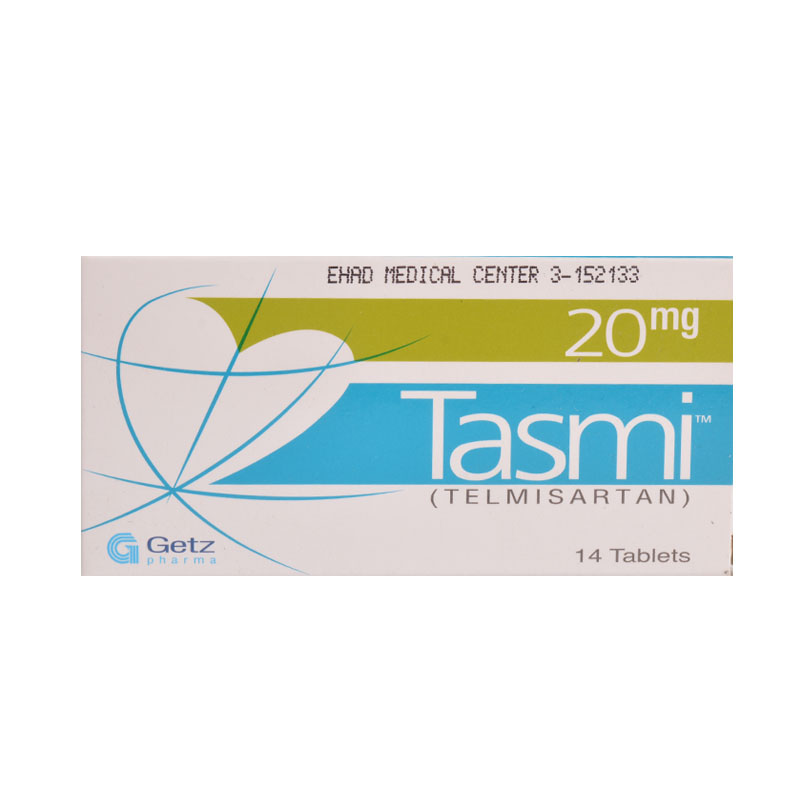 EHAD MEDICAL CENTER 3-152133
20mg
Tasmi™
(TELMISARTAN)
Getz
pharma
14 Tablets